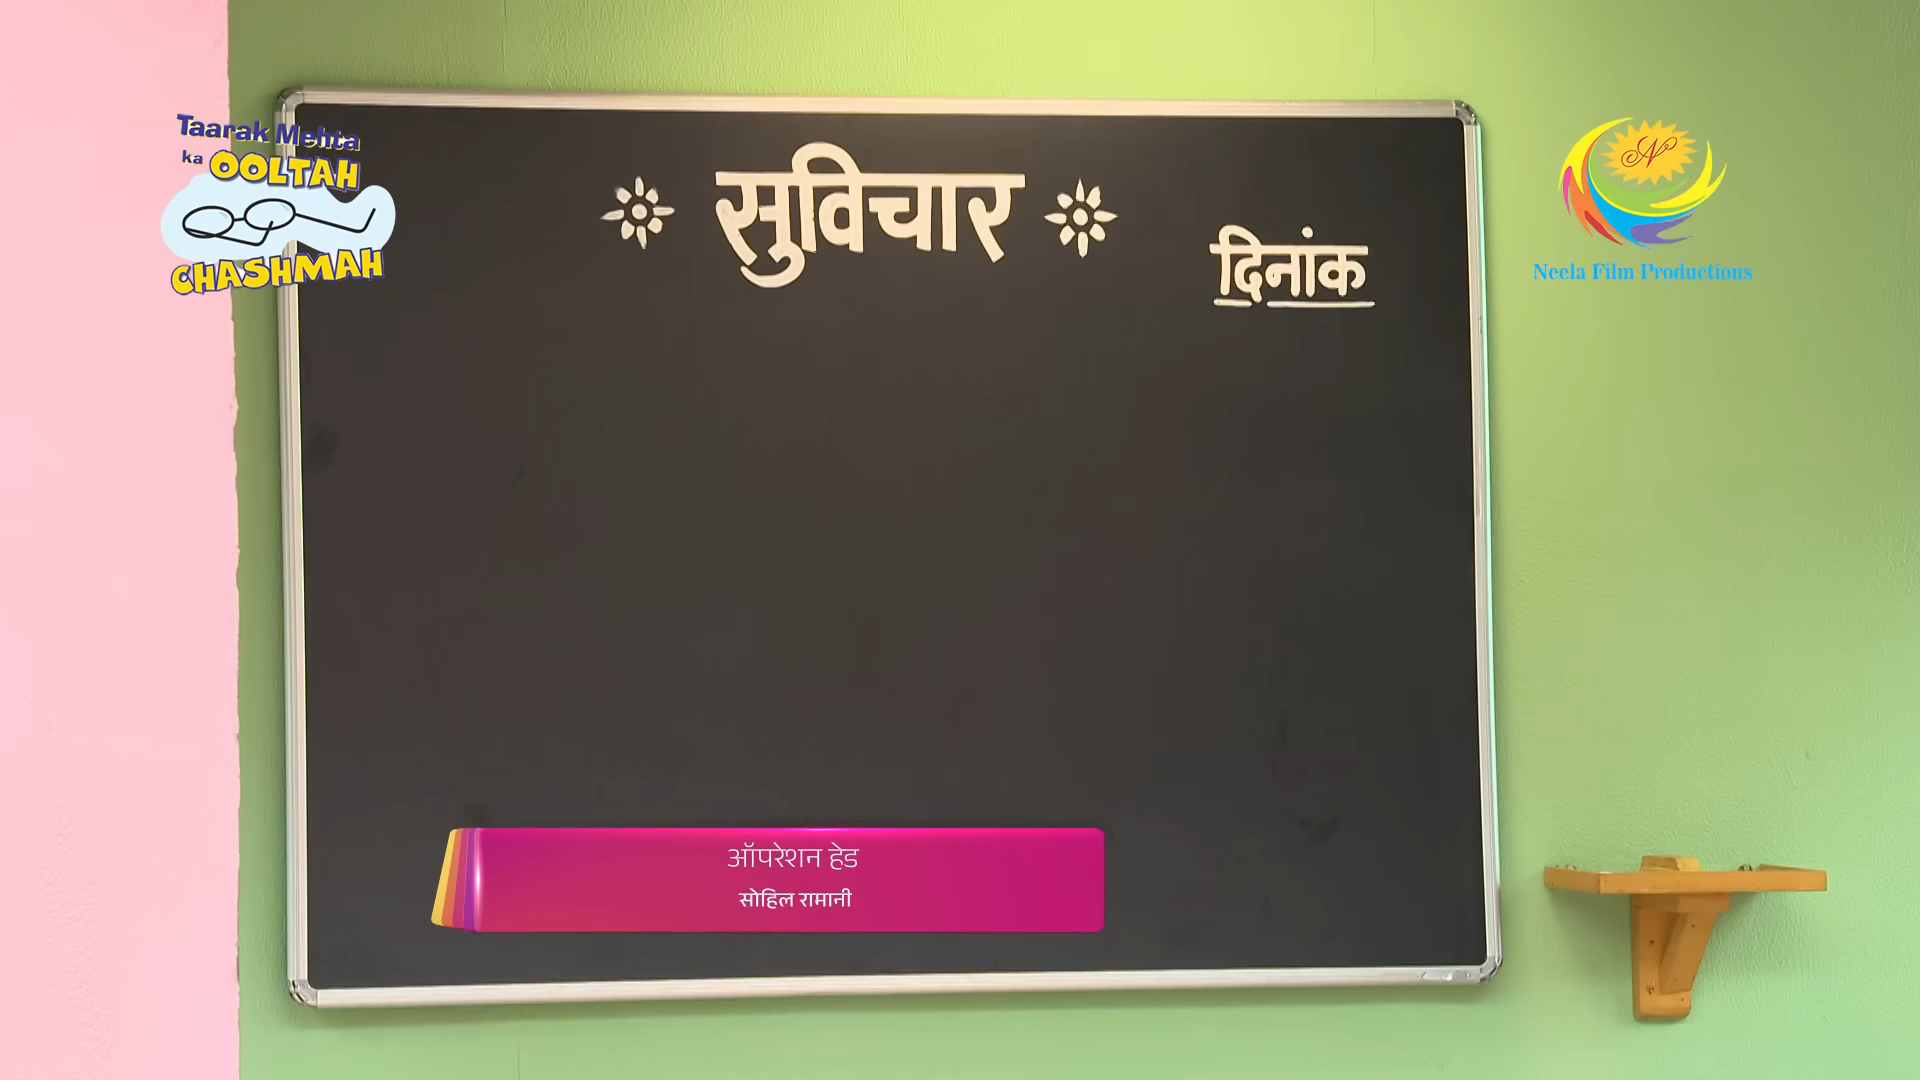 Taarak Mehta
ka OOLTAH
CHASHMAH
सुविचार
दिनांक
N
Neela Film Productions
ऑपरेशन हेड
सोहिल रामानी